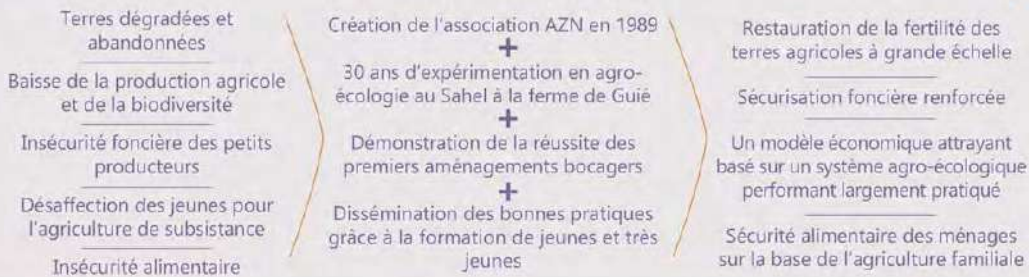 Terres dégradées et
abandonnées
Baisse de la production agricole
et de la biodiversité
Insécurité foncière des petits
producteurs
Désaffection des jeunes pour
l'agriculture de subsistance
Insécurité alimentaire
Création de l'association AZN en 1989
+
30 ans d'expérimentation en agro-
écologie au Sahel à la ferme de Guiè
+
Démonstration de la réussite des
premiers aménagements bocagers
+
Dissémination des bonnes pratiques
grâce à la formation de jeunes et très
jeunes
Restauration de la fertilité des
terres agricoles à grande échelle
Sécurisation foncière renforcée
Un modèle économique attrayant
basé sur un système agro-écologique
performant largement pratiqué
Sécurité alimentaire des ménages
sur la base de l'agriculture familiale